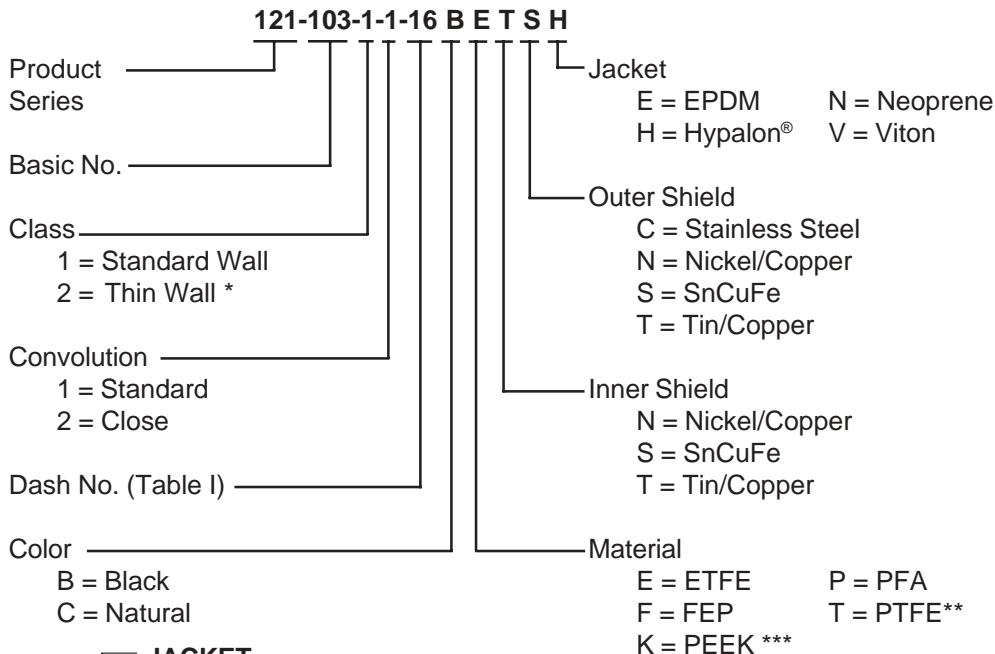 121-103-1-1-16 B E T S H
Product
Series
Basic No.
Class
1 = Standard Wall
2 = Thin Wall *
Convolution
1 = Standard
2 = Close
Dash No. (Table I)
Color
B = Black
C = Natural
Jacket
E = EPDM N = Neoprene
H = Hypalon® V = Viton
Outer Shield
C = Stainless Steel
N = Nickel/Copper
S = SnCuFe
T = Tin/Copper
Inner Shield
N = Nickel/Copper
S = SnCuFe
T = Tin/Copper
Material
E = ETFE P = PFA
F = FEP T = PTFE**
K = PEEK ***
JACKET